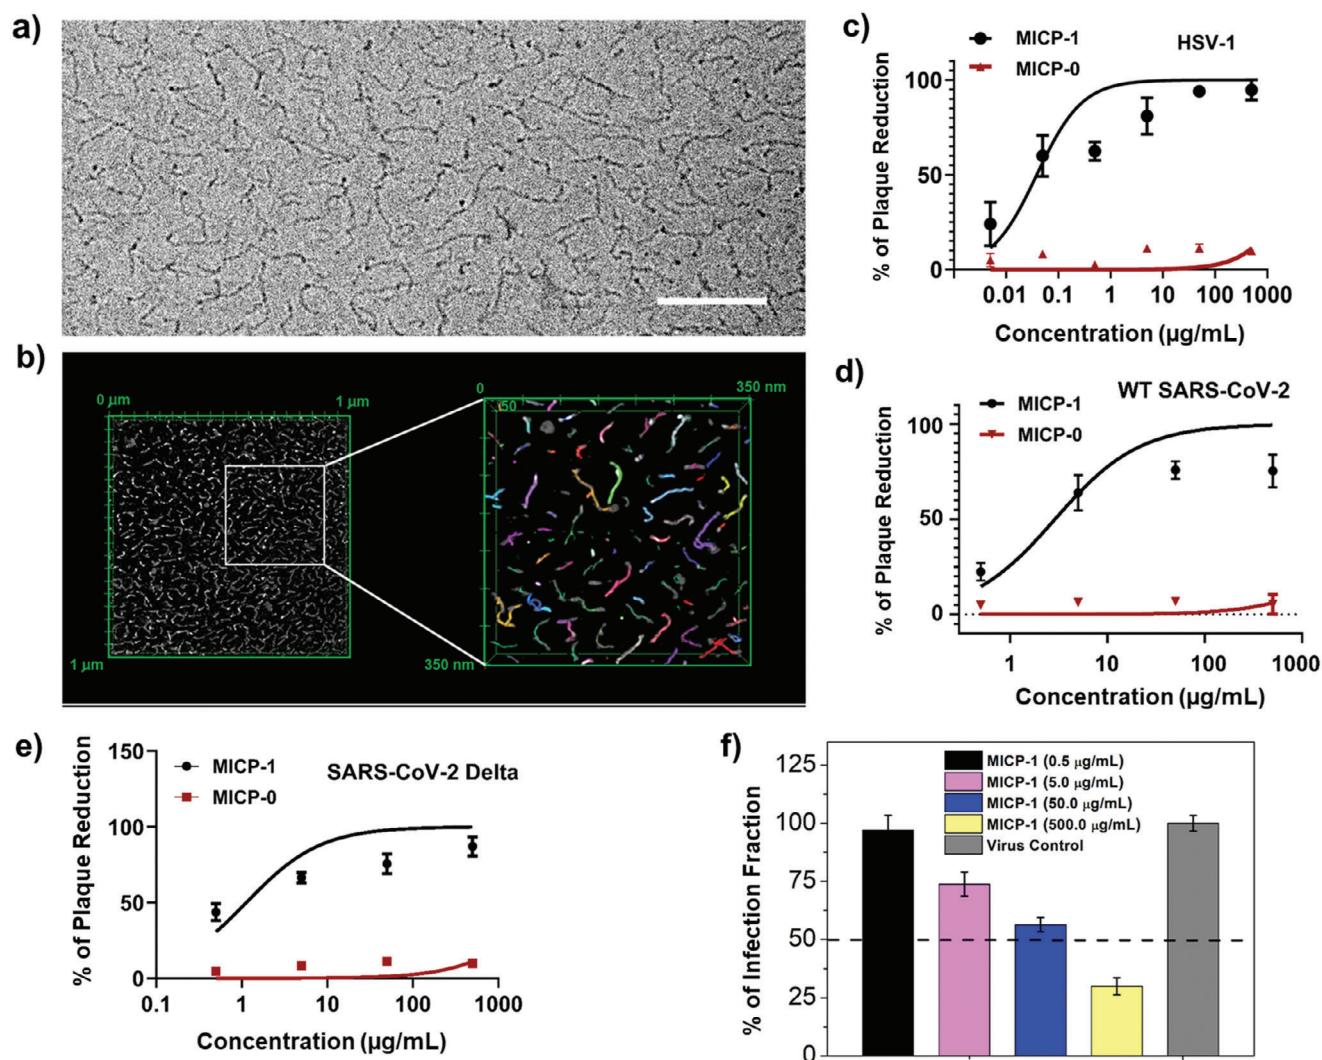 a)
b)
0 μm
1 μm
1 μm
0
350 nm
50
350 nm
c)
MICP-1
MICP-0
HSV-1
% of Plaque Reduction
100
50
0
0.01 0.1 1 10 100 1000
Concentration (μg/mL)
d)
WT SARS-CoV-2
MICP-1
MICP-0
% of Plaque Reduction
100
50
0
1 10 100 1000
Concentration (μg/mL)
e)
MICP-1
MICP-0
SARS-CoV-2 Delta
% of Plaque Reduction
150
100
50
0
0.1 1 10 100 1000
Concentration (μg/mL)
f)
MICP-1 (0.5 μg/mL)
MICP-1 (5.0 μg/mL)
MICP-1 (50.0 μg/mL)
MICP-1 (500.0 μg/mL)
Virus Control
% of Infection Fraction
125
100
75
50
25
0